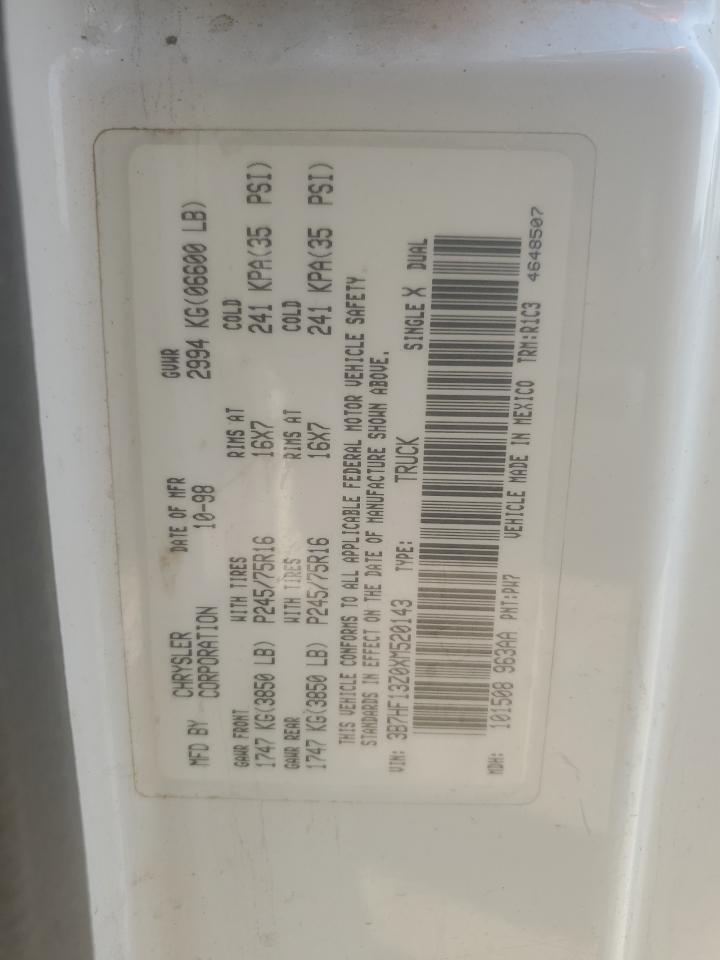 MFD BY CHRYSLER CORPORATION DATE OF MFR 10-98 GVWR 2994 KG(06600 LB)
GAWR FRONT WITH TIRES RIMS AT COLD
1747 KG(3850 LB) P245/75R16 16X7 241 KPA(35 PSI)
GAWR REAR WITH TIRES RIMS AT COLD
1747 KG(3850 LB) P245/75R16 16X7 241 KPA(35 PSI)
THIS VEHICLE CONFORMS TO ALL APPLICABLE FEDERAL MOTOR VEHICLE SAFETY
STANDARDS IN EFFECT ON THE DATE OF MANUFACTURE SHOWN ABOVE.
VIN: 3B7HF13Z0XM520143 TYPE: TRUCK SINGLE X DUAL
MDH: 101508 963AA PNT:PW7 VEHICLE MADE IN MEXICO TRM:R1C3 4648507